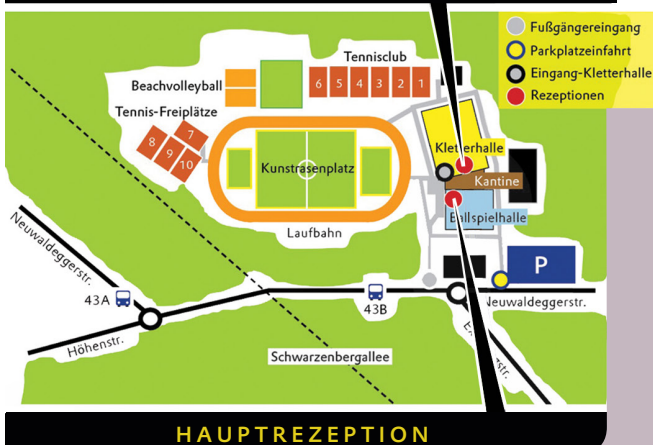 Fußgängereingang
Parkplatzeinfahrt
Eingang-Kletterhalle
Rezeptionen
Tennisclub
6 5 4 3 2 1
Beachvolleyball
Tennis-Freiplätze
7
8
9
10
Kletterhalle
Kantine
Ballspielhalle
Kunstrasenplatz
Laufbahn
P
Neuwaldeggerstr.
43A
43B
Neuwaldeggerstr.
Höhenstr.
Schwarzenbergallee
HAUPTREZEPTION